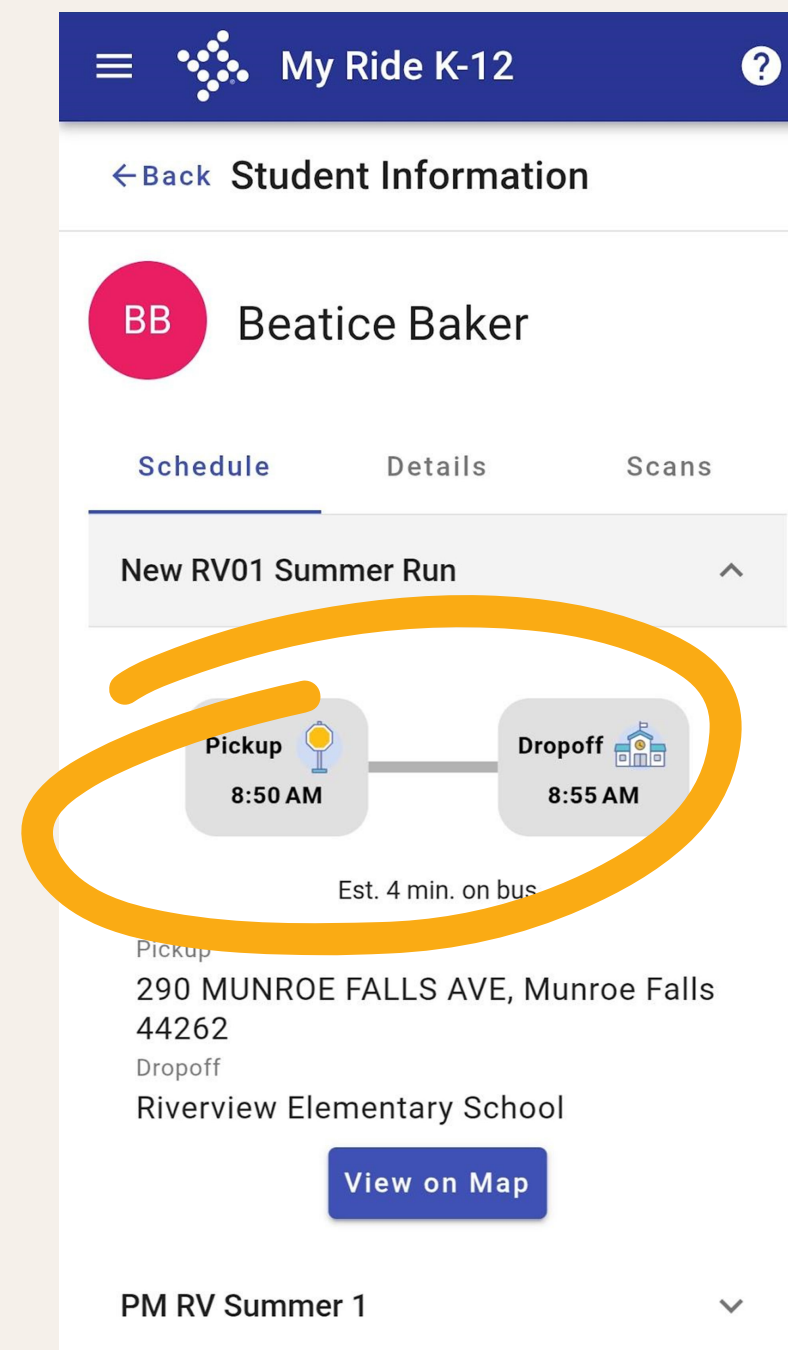 My Ride K-12 ?
←Back Student Information
BB Beatice Baker
Schedule Details Scans
New RV01 Summer Run
Pickup Dropoff
8:50 AM 8:55 AM
Est. 4 min. on bus
Pickup
290 MUNROE FALLS AVE, Munroe Falls
44262
Dropoff
Riverview Elementary School
View on Map
PM RV Summer 1